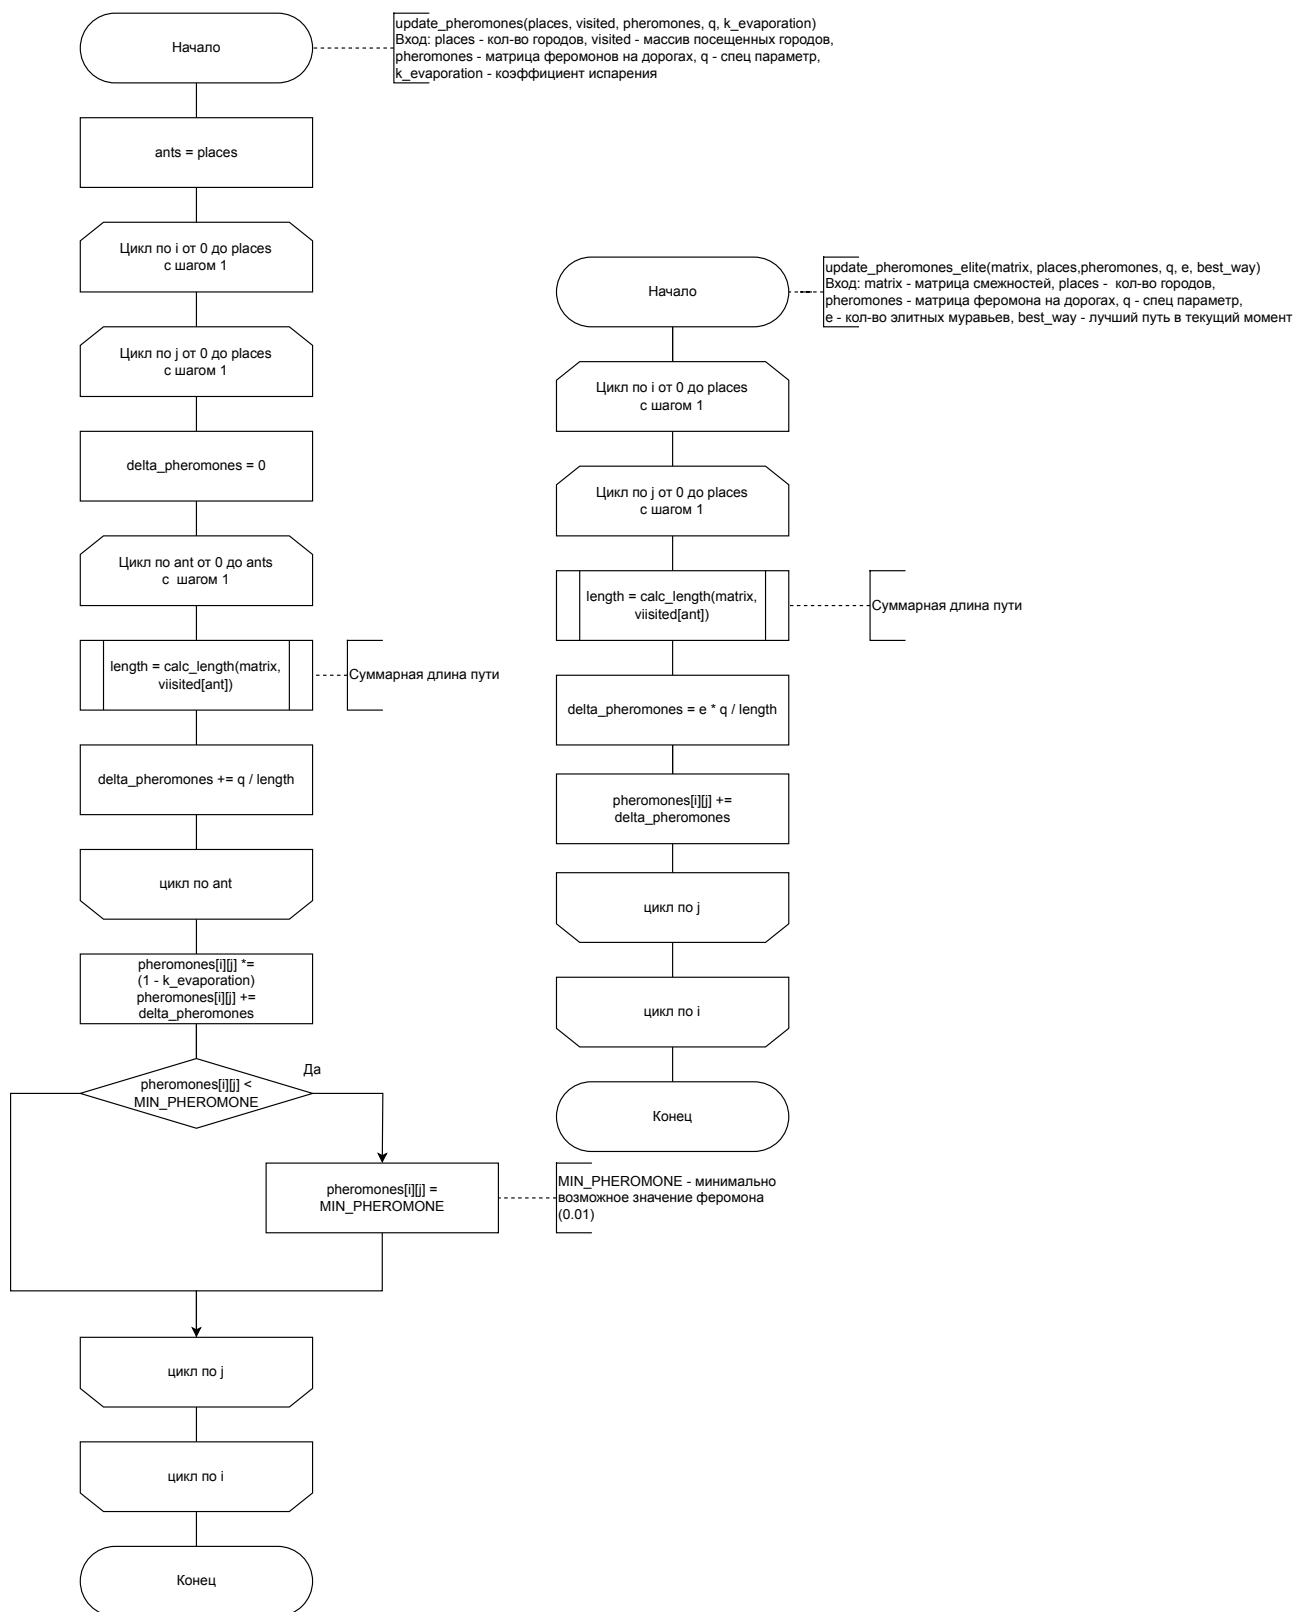 Начало
update_pheromones(places, visited, pheromones, q, k_evaporation)
Вход: places - кол-во городов, visited - массив посещенных городов,
pheromones - матрица феромонов на дорогах, q - спец параметр,
k_evaporation - коэффициент испарения
ants = places
Цикл по i от 0 до places
с шагом 1
Цикл по j от 0 до places
с шагом 1
delta_pheromones = 0
Цикл по ant от 0 до ants
с  шагом 1
length = calc_length(matrix,
viisited[ant])
Суммарная длина пути
delta_pheromones += q / length
цикл по ant
pheromones[i][j] *=
(1 - k_evaporation)
pheromones[i][j] +=
delta_pheromones
pheromones[i][j] <
MIN_PHEROMONE
Да
pheromones[i][j] =
MIN_PHEROMONE
MIN_PHEROMONE - минимально
возможное значение феромона
(0.01)
цикл по j
цикл по i
Конец
Начало
update_pheromones_elite(matrix, places,pheromones, q, e, best_way)
Вход: matrix - матрица смежностей, places -  кол-во городов,
pheromones - матрица феромона на дорогах, q - спец параметр,
e - кол-во элитных муравьев, best_way - лучший путь в текущий момент
Цикл по i от 0 до places
с шагом 1
Цикл по j от 0 до places
с шагом 1
length = calc_length(matrix,
viisited[ant])
Суммарная длина пути
delta_pheromones = e * q / length
pheromones[i][j] +=
delta_pheromones
цикл по j
цикл по i
Конец